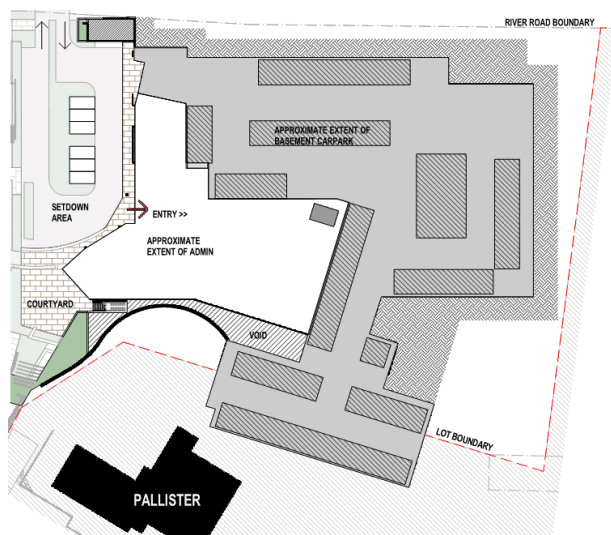 RIVER ROAD BOUNDARY
APPROXIMATE EXTENT OF
BASEMENT CARPARK
SETDOWN
AREA
ENTRY >>
APPROXIMATE
EXTENT OF ADMIN
COURTYARD
VOID
LOT BOUNDARY
PALLISTER